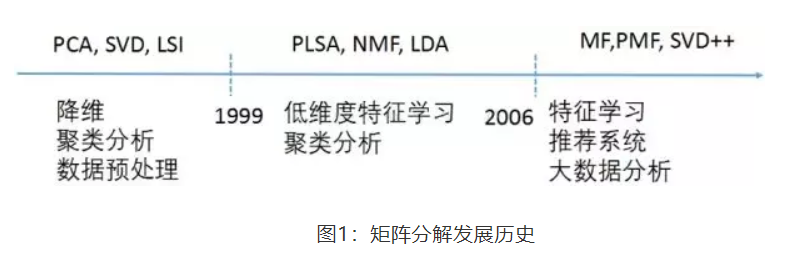 PCA, SVD, LSI
PLSA, NMF, LDA
MF,PMF, SVD++
降维
聚类分析
数据预处理
1999
低维度特征学习
聚类分析
2006
特征学习
推荐系统
大数据分析
图1：矩阵分解发展历史